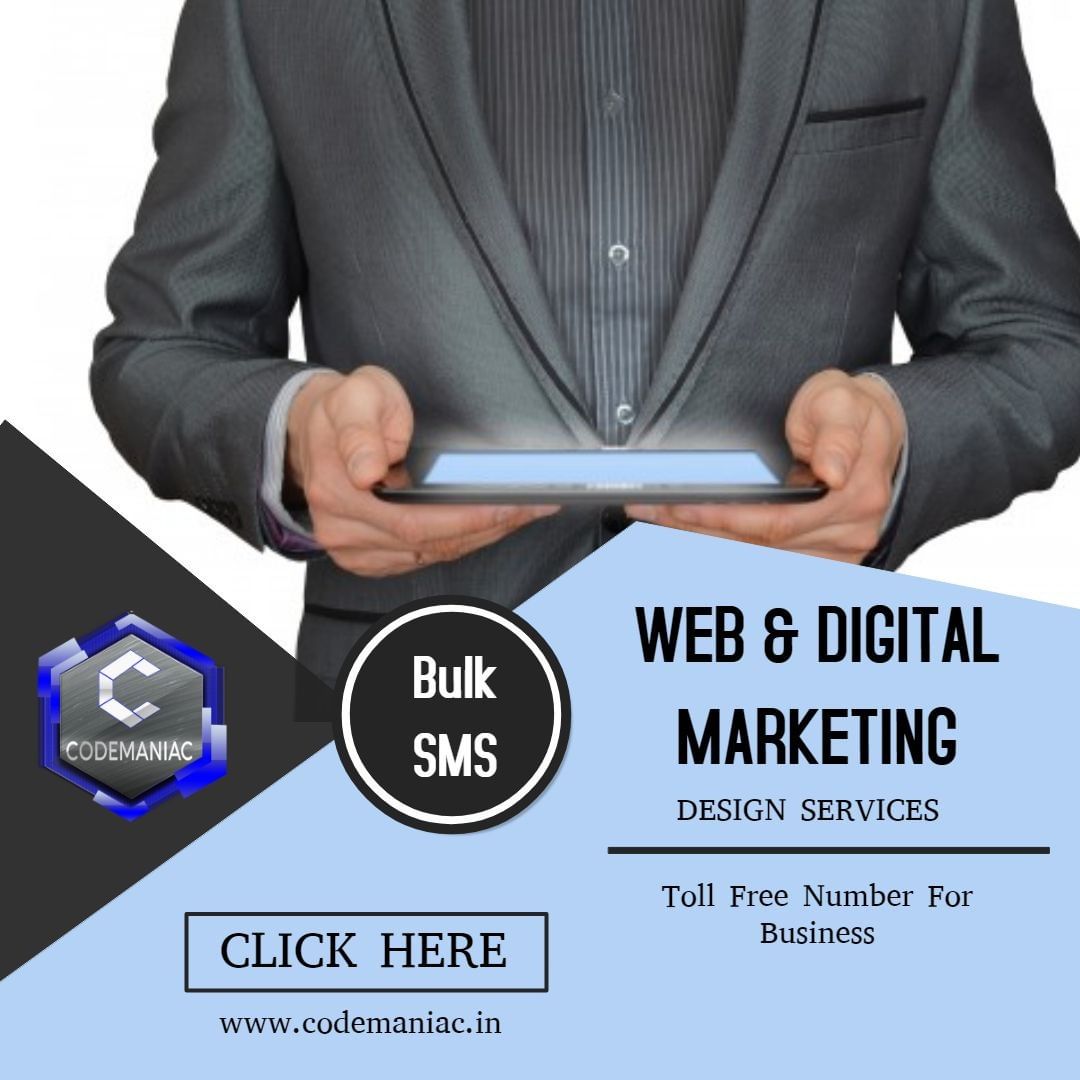 C
CODEMANIAC
Bulk
SMS
WEB & DIGITAL
MARKETING
DESIGN SERVICES
Toll Free Number For
Business
CLICK HERE
www.codemaniac.in